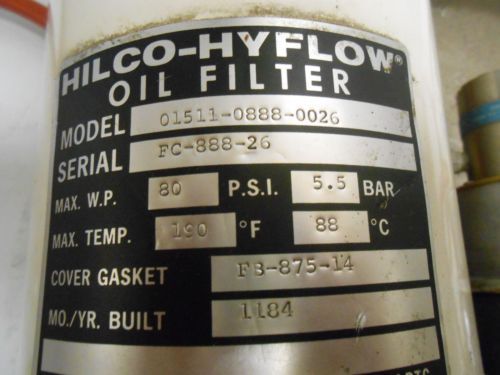 HILCO-HYFLOW®
OIL FILTER
MODEL 01511-0888-0026
SERIAL FC-888-26
MAX. W.P. 80 P.S.I. 5.5 BAR
MAX. TEMP. 190 °F 88 °C
COVER GASKET FB-875-14
MO./YR. BUILT 1184